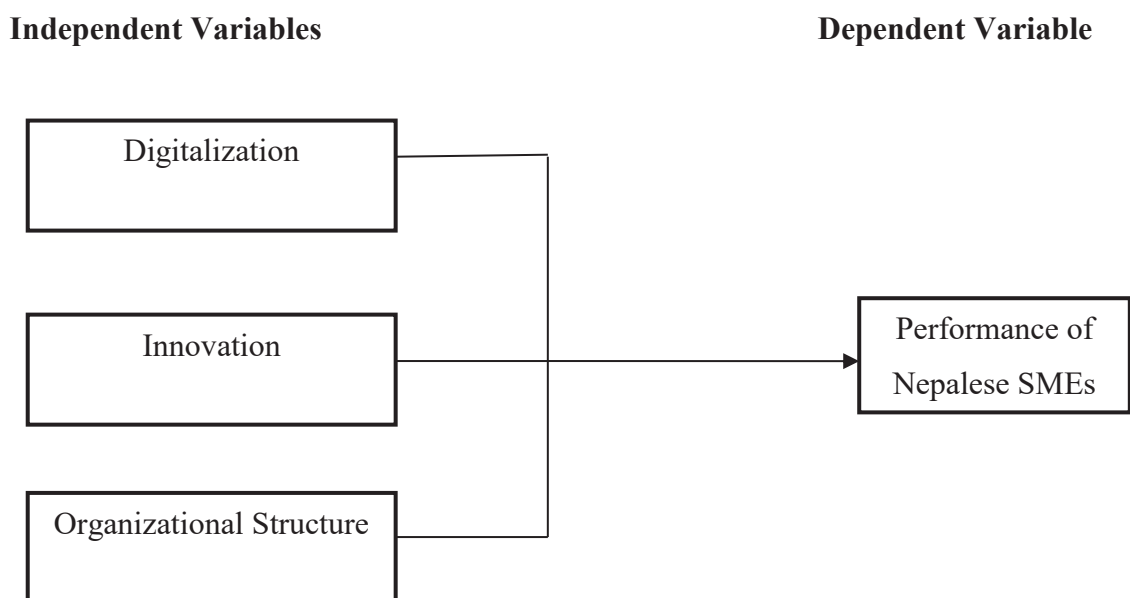 Independent Variables
Dependent Variable
Digitalization
Innovation
Performance of
Nepalese SMEs
Organizational Structure